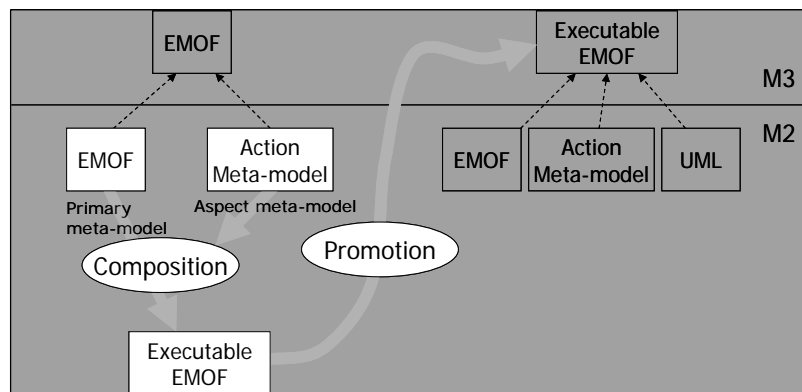 EMOF
Executable
EMOF
M3
M2
EMOF
Action
Meta-model
EMOF
Action
Meta-model
UML
Primary
meta-model
Aspect meta-model
Composition
Promotion
Executable
EMOF